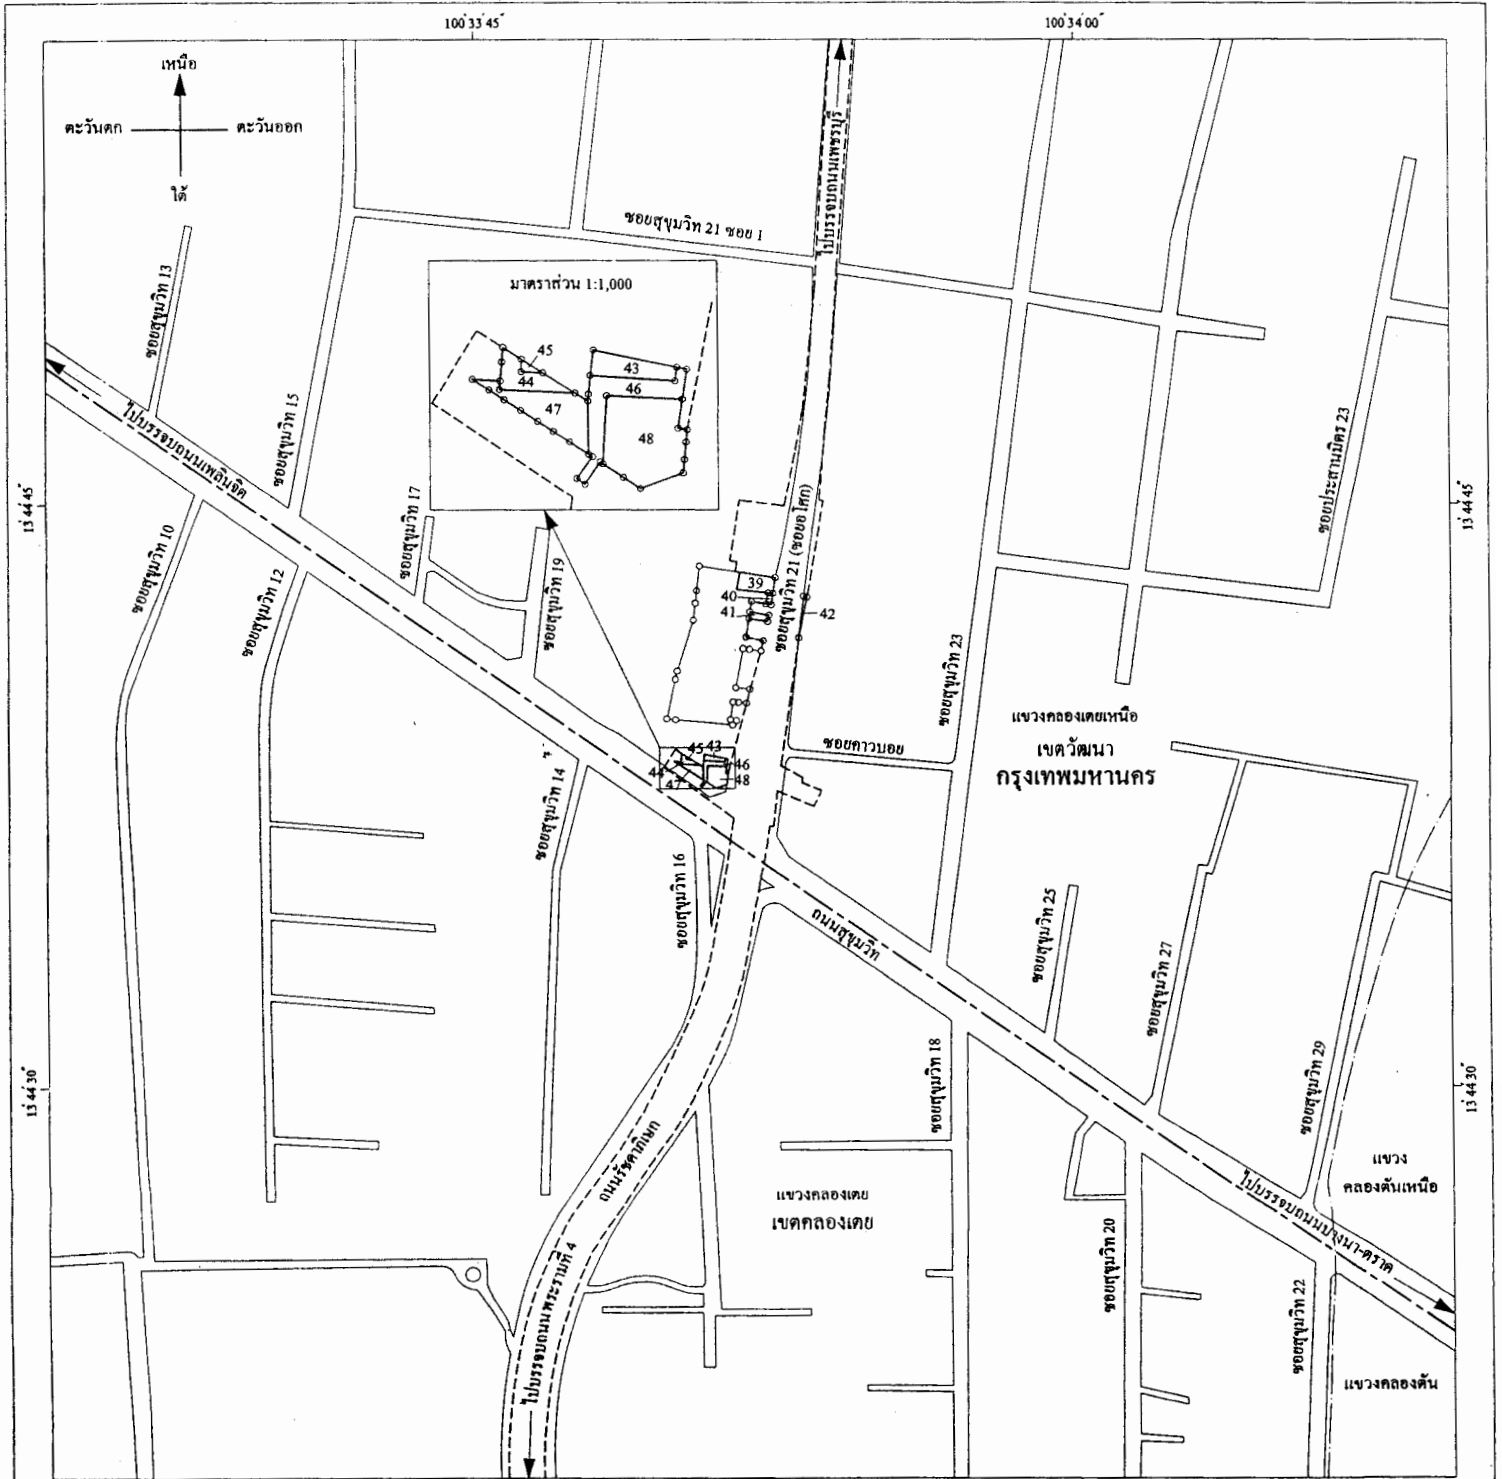 100°33'45"
100°34'00"
เหนือ
ตะวันตก
ตะวันออก
ใต้
ไปบรรจบถนนเพชรบุรี
ซอยสุขุมวิท 21 ซอย 1
ซอยสุขุมวิท 13
มาตราส่วน 1:1,000
45
43
44
46
47
48
ไปบรรจบถนนเพลินจิต
ซอยสุขุมวิท 15
ซอยประสานมิตร 23
13°44'45"
13°44'45"
ซอยสุขุมวิท 10
ซอยสุขุมวิท 12
ซอยสุขุมวิท 17
ซอยสุขุมวิท 19
ซอยสุขุมวิท 21 (ซอยอโศก)
39
40
41
42
ซอยสุขุมวิท 23
แขวงคลองเตยเหนือ
เขตวัฒนา
กรุงเทพมหานคร
ซอยคาวบอย
45
43
44
46
47
48
ซอยสุขุมวิท 14
ซอยสุขุมวิท 16
ถนนสุขุมวิท
ซอยสุขุมวิท 25
ซอยสุขุมวิท 27
ซอยสุขุมวิท 29
ซอยสุขุมวิท 18
13°44'30"
13°44'30"
ถนนรัชดาภิเษก
แขวงคลองเตย
เขตคลองเตย
แขวง
คลองตันเหนือ
ไปบรรจบถนนบางนา-ตราด
ซอยสุขุมวิท 20
ซอยสุขุมวิท 22
ไปบรรจบถนนพระรามที่ 4
แขวงคลองตัน